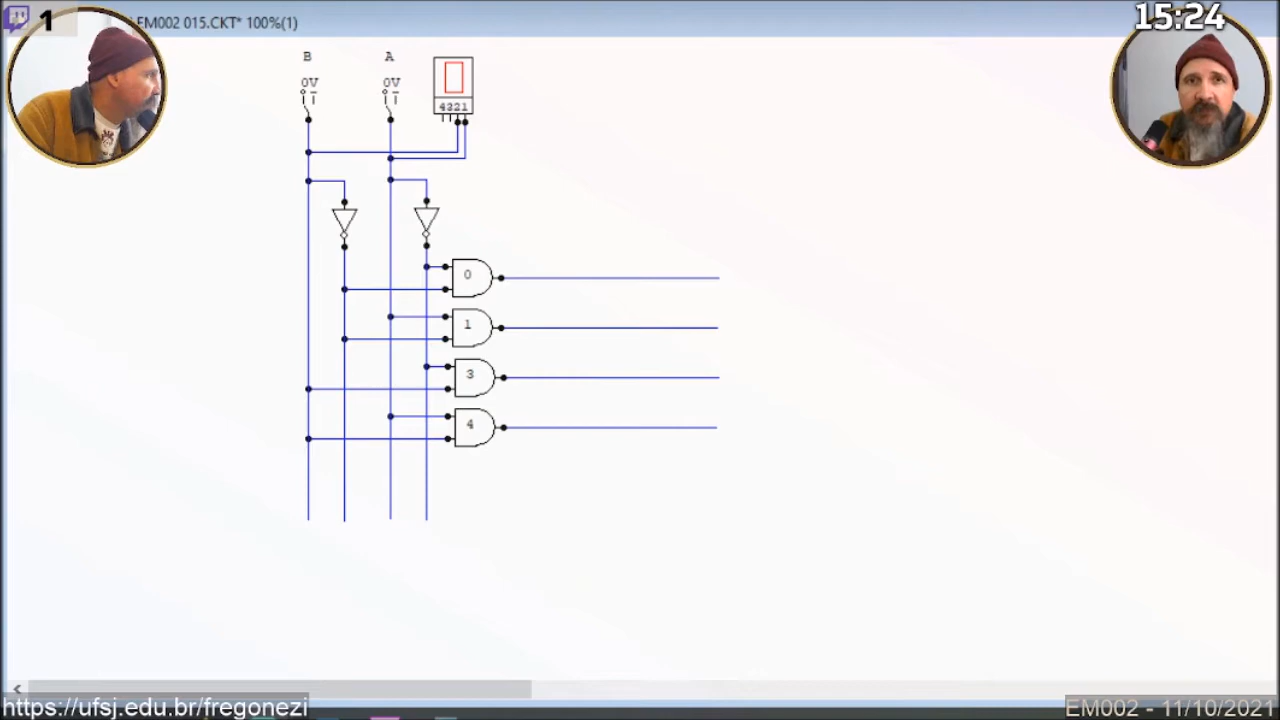 1
EM002 015.CKT* 100%(1)
15:24
B
A
0V
0V
4321
0
1
3
4
https://ufsj.edu.br/fregonezi
EM002 - 11/10/2021